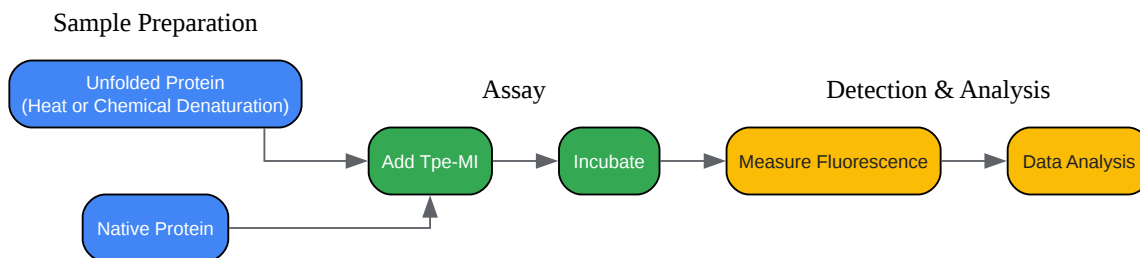 Sample Preparation
Unfolded Protein
(Heat or Chemical Denaturation)
Native Protein
Assay
Add Tpe-MI
Incubate
Detection & Analysis
Measure Fluorescence
Data Analysis